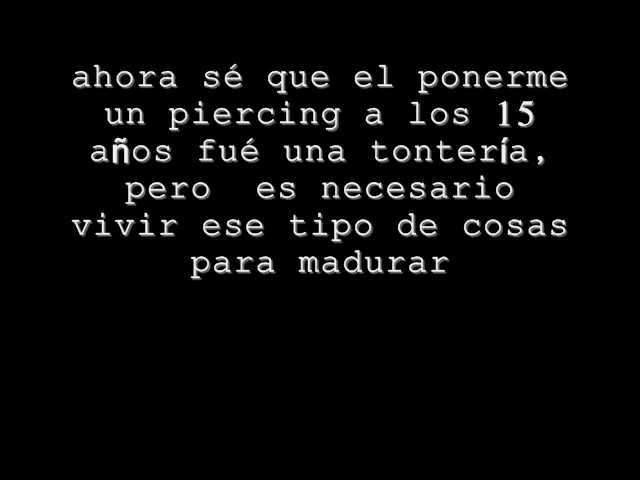 ahora sé que el ponerme
un piercing a los 15
años fué una tontería,
pero  es necesario
vivir ese tipo de cosas
para madurar